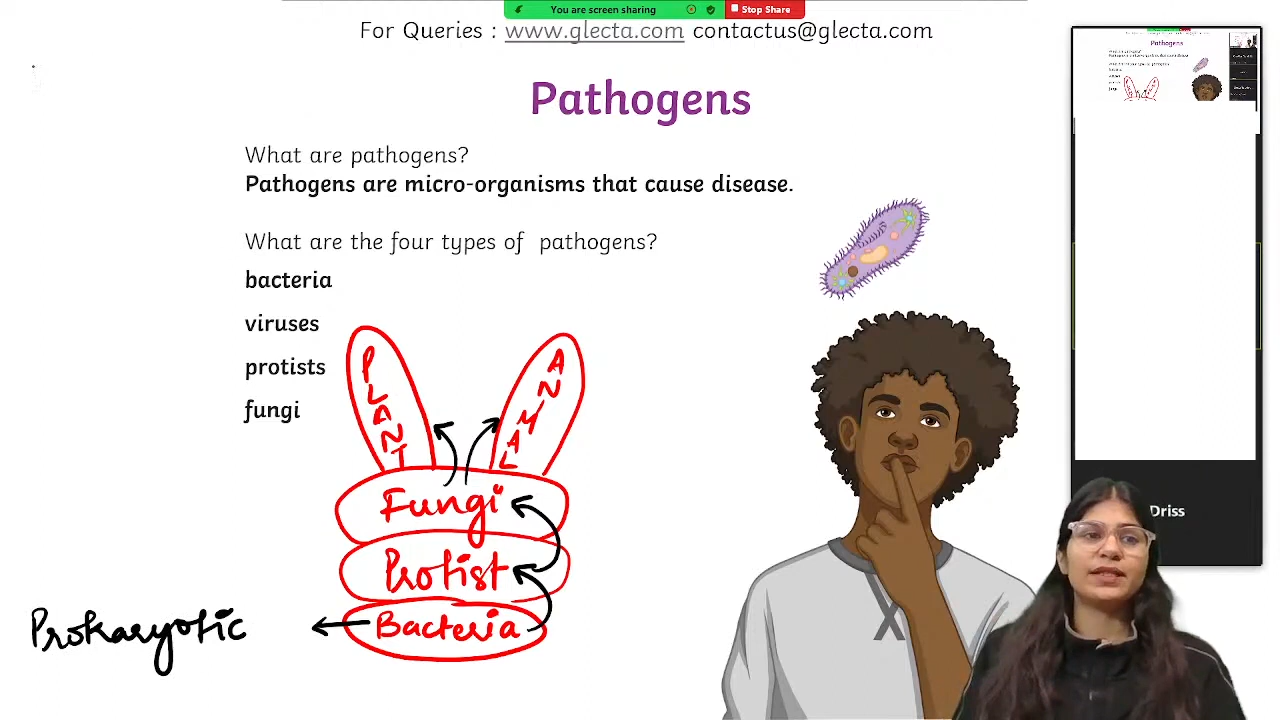 You are screen sharing Stop Share
For Queries : www.glecta.com contactus@glecta.com
Pathogens
What are pathogens?
Pathogens are micro-organisms that cause disease.
What are the four types of pathogens?
bacteria
viruses
protists
fungi
PLANT
ANIMAL
Fungi
Protist
Bacteria
Prokaryotic
Pathogens
Driss